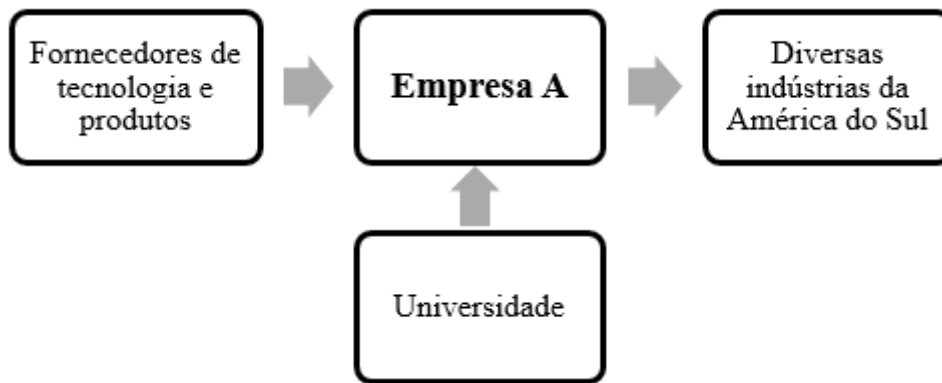 Fornecedores de
tecnologia e
produtos
Empresa A
Diversas
indústrias da
América do Sul
Universidade